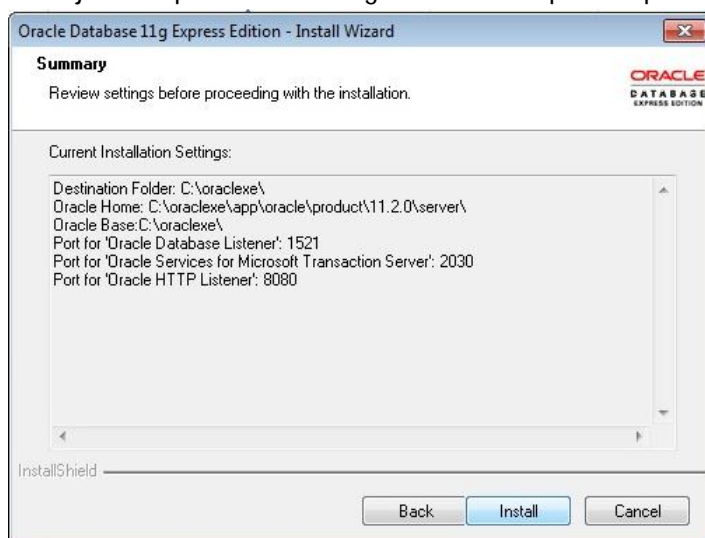 Oracle Database 11g Express Edition - Install Wizard
Summary
Review settings before proceeding with the installation.
ORACLE
DATABASE
EXPRESS EDITION
Current Installation Settings:
Destination Folder: C:\oraclexe\
Oracle Home: C:\oraclexe\app\oracle\product\11.2.0\server\
Oracle Base:C:\oraclexe\
Port for 'Oracle Database Listener': 1521
Port for 'Oracle Services for Microsoft Transaction Server': 2030
Port for 'Oracle HTTP Listener': 8080
InstallShield
Back Install Cancel